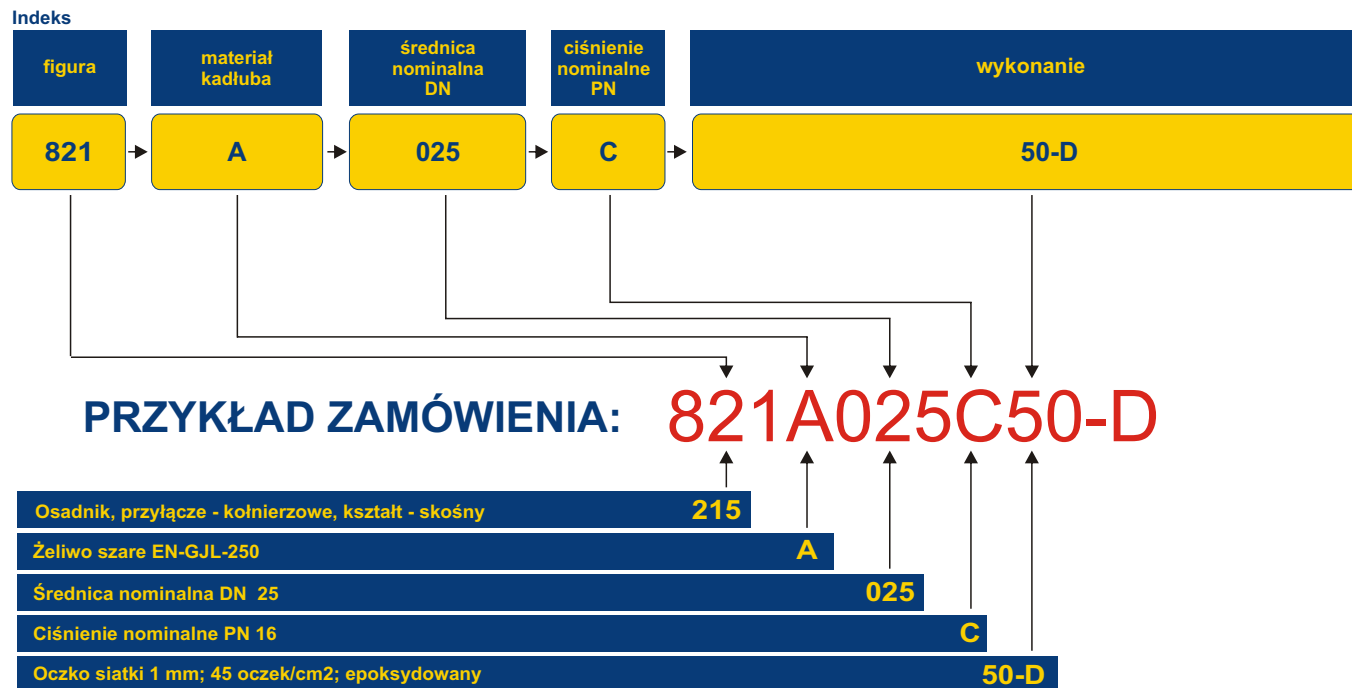 Indeks
figura
materiał
kadłuba
średnica
nominalna
DN
ciśnienie
nominalne
PN
wykonanie
821
A
025
C
50-D
PRZYKŁAD ZAMÓWIENIA: 821A025C50-D
Osadnik, przyłącze - kołnierzowe, kształt - skośny 215
Żeliwo szare EN-GJL-250 A
Średnica nominalna DN 25 025
Ciśnienie nominalne PN 16 C
Oczko siatki 1 mm; 45 oczek/cm2; epoksydowany 50-D